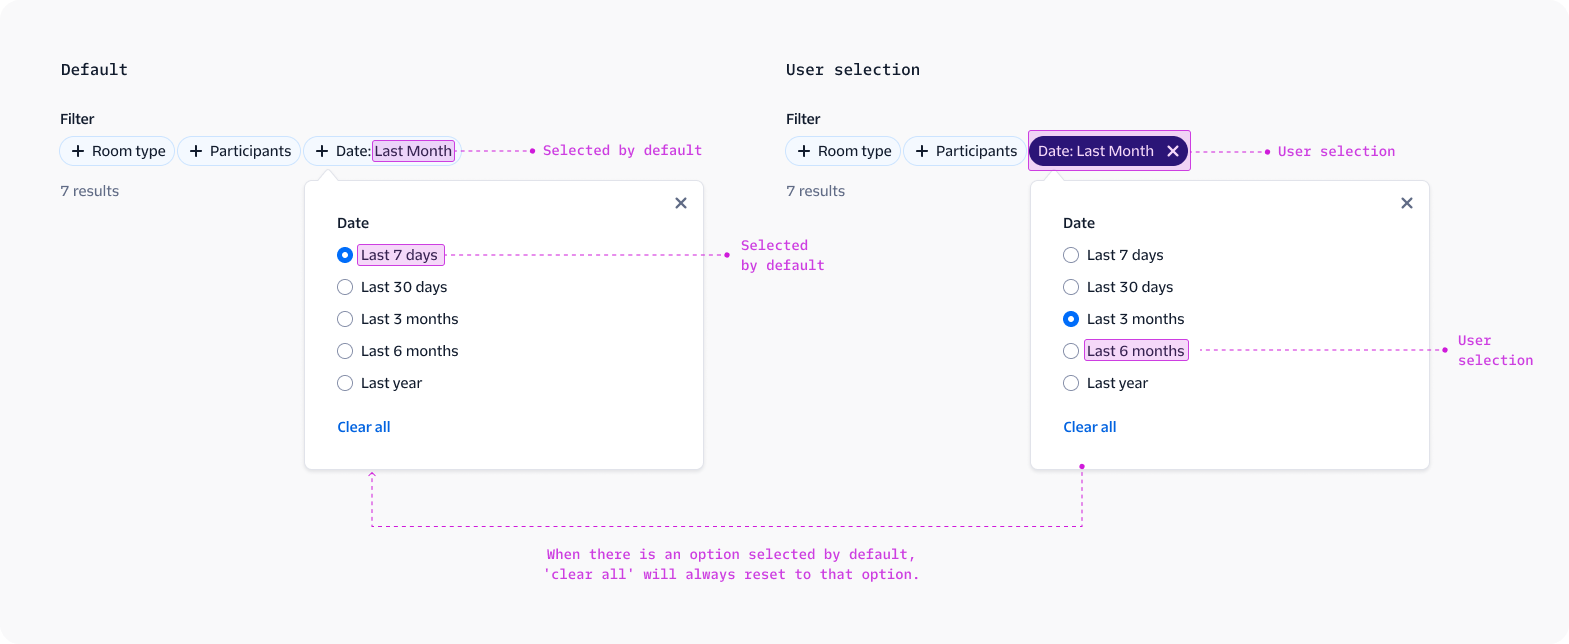 Default
Filter
+ Room type + Participants + Date: Last Month Selected by default
7 results
Date
Last 7 days
Selected
by default
Last 30 days
Last 3 months
Last 6 months
Last year
Clear all
User selection
Filter
+ Room type + Participants Date: Last Month User selection
7 results
Date
Last 7 days
Last 30 days
Last 3 months
Last 6 months
User
selection
Last year
Clear all
When there is an option selected by default,
'clear all' will always reset to that option.